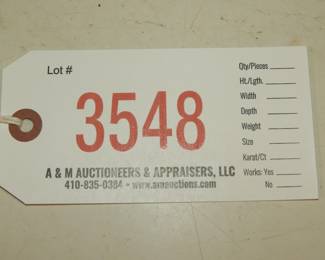 Lot #
3548
A & M AUCTIONEERS & APPRAISERS, LLC
410-835-0384 • www.amauctions.com
Qty/Pieces
Ht./Lgth.
Width
Depth
Weight
Size
Karat/Ct
Works: Yes
No